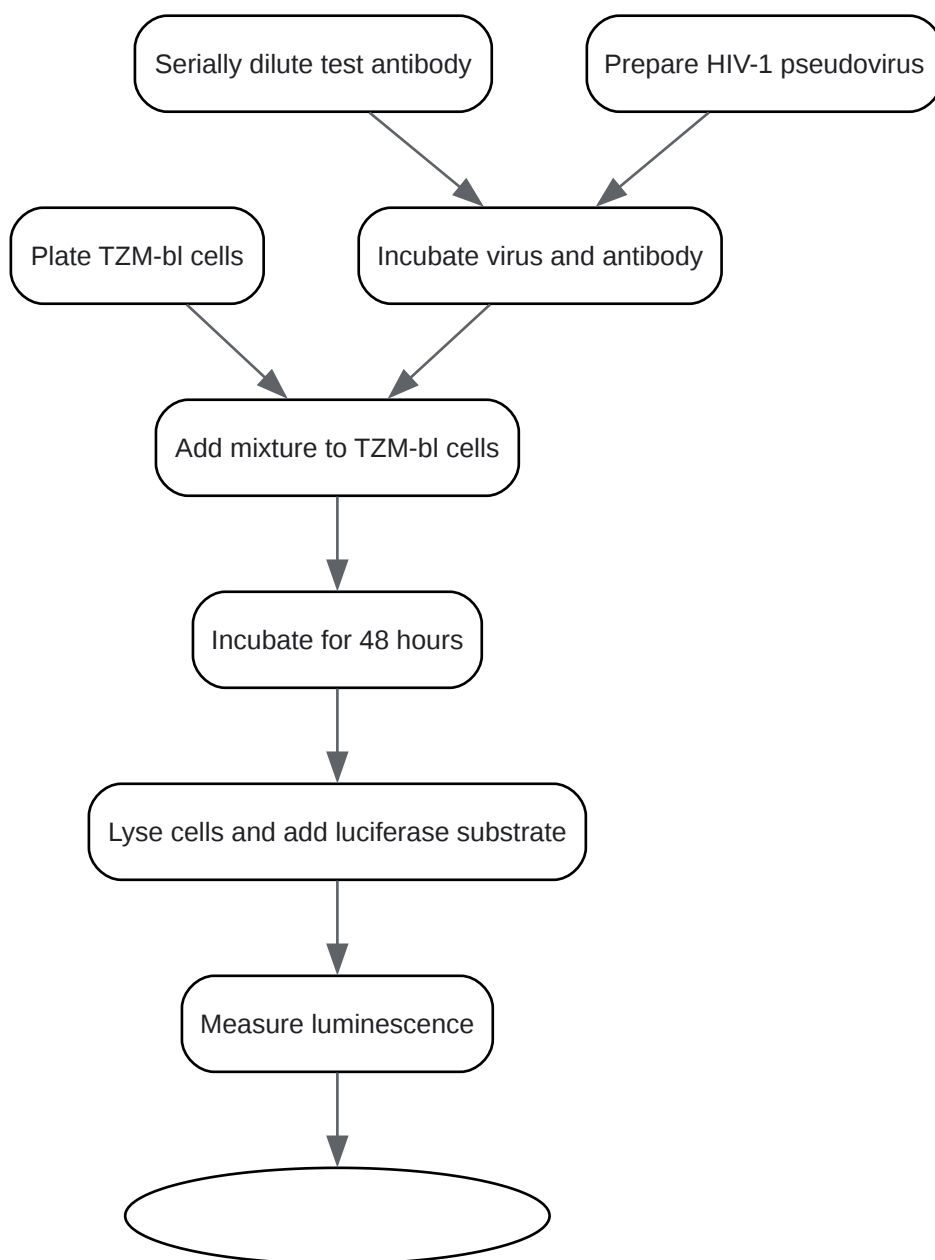 Serially dilute test antibody
Prepare HIV-1 pseudovirus
Plate TZM-bl cells
Incubate virus and antibody
Add mixture to TZM-bl cells
Incubate for 48 hours
Lyse cells and add luciferase substrate
Measure luminescence